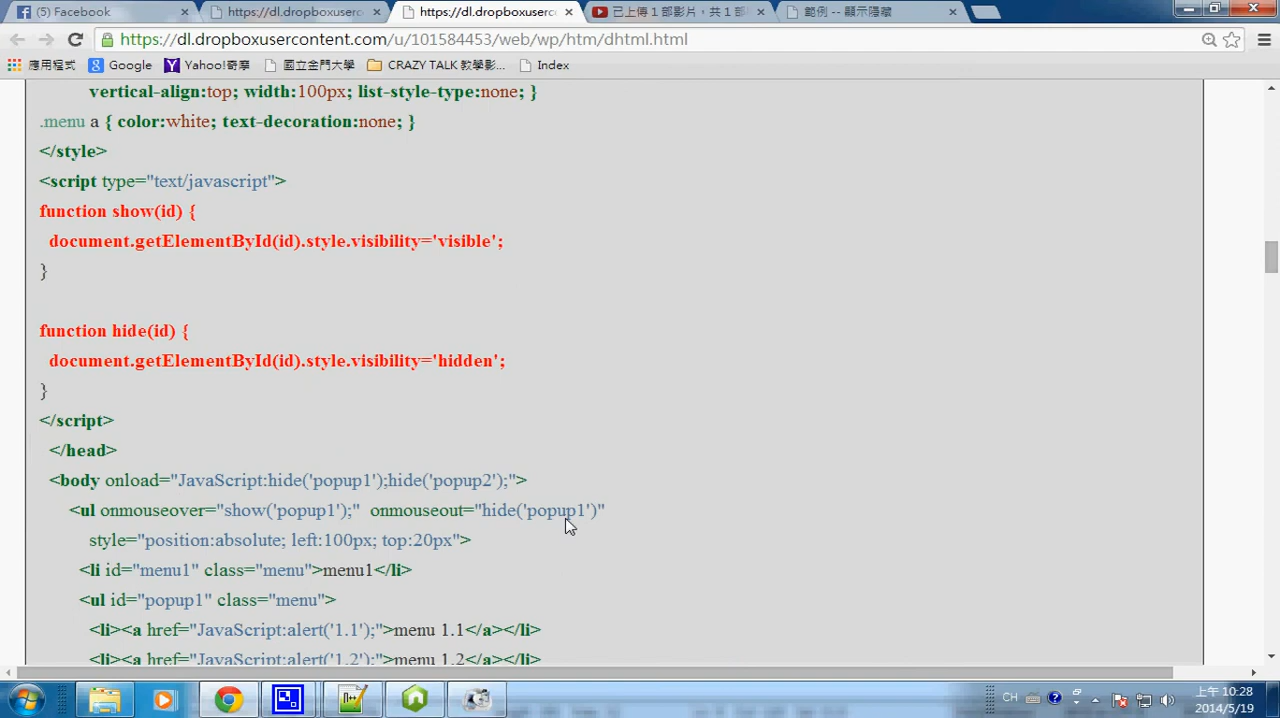 (5) Facebook
https://dl.dropboxuserc
https://dl.dropboxuserc
已上傳 1 部影片，共 1 部
範例 -- 顯示隱藏
https://dl.dropboxusercontent.com/u/101584453/web/wp/htm/dhtml.html
應用程式
Google
Yahoo!奇摩
國立金門大學
CRAZY TALK 教學影...
Index
vertical-align:top; width:100px; list-style-type:none; }
.menu a { color:white; text-decoration:none; }
</style>
<script type="text/javascript">
function show(id) {
document.getElementById(id).style.visibility='visible';
}
function hide(id) {
document.getElementById(id).style.visibility='hidden';
}
</script>
</head>
<body onload="JavaScript:hide('popup1');hide('popup2');">
<ul onmouseover="show('popup1');" onmouseout="hide('popup1')"
style="position:absolute; left:100px; top:20px">
<li id="menu1" class="menu">menu1</li>
<ul id="popup1" class="menu">
<li><a href="JavaScript:alert('1.1');">menu 1.1</a></li>
<li><a href="JavaScript:alert('1.2');">menu 1.2</a></li>
CH
上午 10:28
2014/5/19